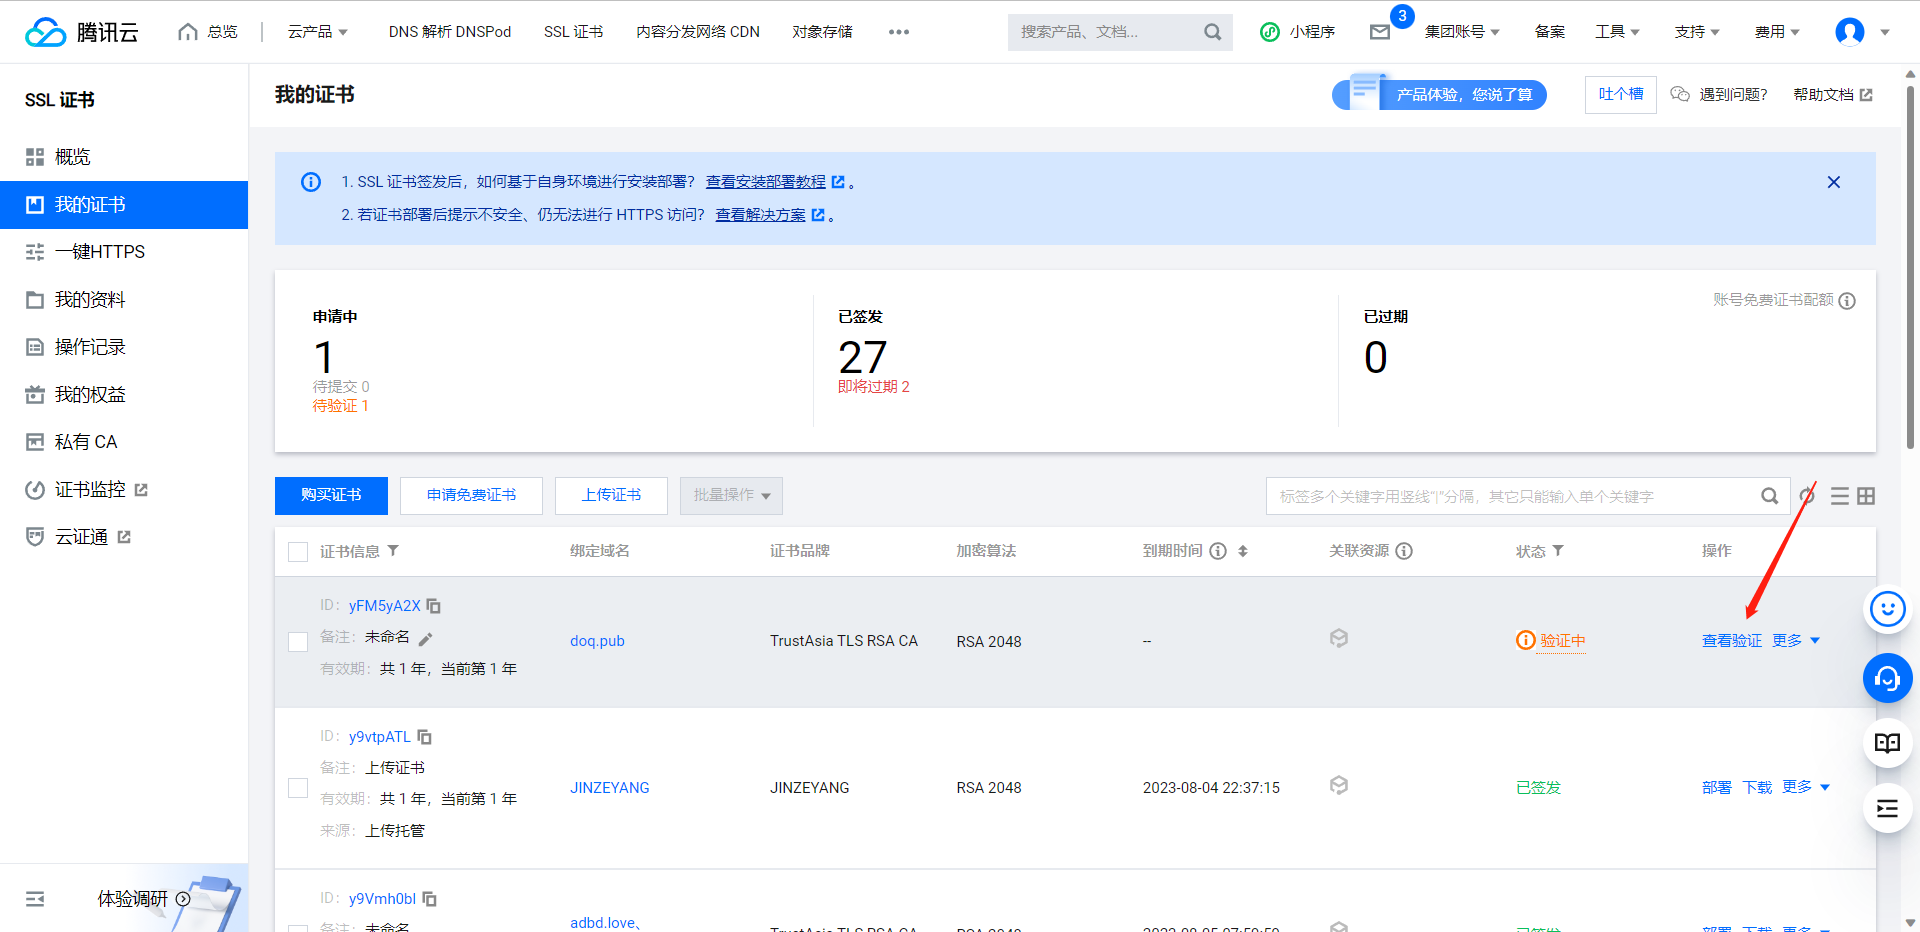 腾讯云
总览
云产品
DNS 解析 DNSPod
SSL 证书
内容分发网络 CDN
对象存储
搜索产品、文档...
小程序
3
集团账号
备案
工具
支持
费用
SSL 证书
概览
我的证书
一键HTTPS
我的资料
操作记录
我的权益
私有 CA
证书监控
云证通
体验调研
我的证书
产品体验，您说了算
吐个槽
遇到问题?
帮助文档
1. SSL 证书签发后，如何基于自身环境进行安装部署？ 查看安装部署教程 。
2. 若证书部署后提示不安全、仍无法进行 HTTPS 访问？ 查看解决方案 。
申请中
1
待提交 0
待验证 1
已签发
27
即将过期 2
已过期
0
账号免费证书配额
购买证书
申请免费证书
上传证书
批量操作
标签多个关键字用竖线"|"分隔，其它只能输入单个关键字
证书信息
绑定域名
证书品牌
加密算法
到期时间
关联资源
状态
操作
ID： yFM5yA2X
备注： 未命名
有效期： 共 1 年，当前第 1 年
doq.pub
TrustAsia TLS RSA CA
RSA 2048
--
验证中
查看验证 更多
ID： y9vtpATL
备注： 上传证书
有效期： 共 1 年，当前第 1 年
来源： 上传托管
JINZEYANG
JINZEYANG
RSA 2048
2023-08-04 22:37:15
已签发
部署 下载 更多
ID： y9Vmh0bI
备注： 未命名
adbd.love、
TrustAsia TLS RSA CA
RSA 2048
已签发
部署 下载 更多